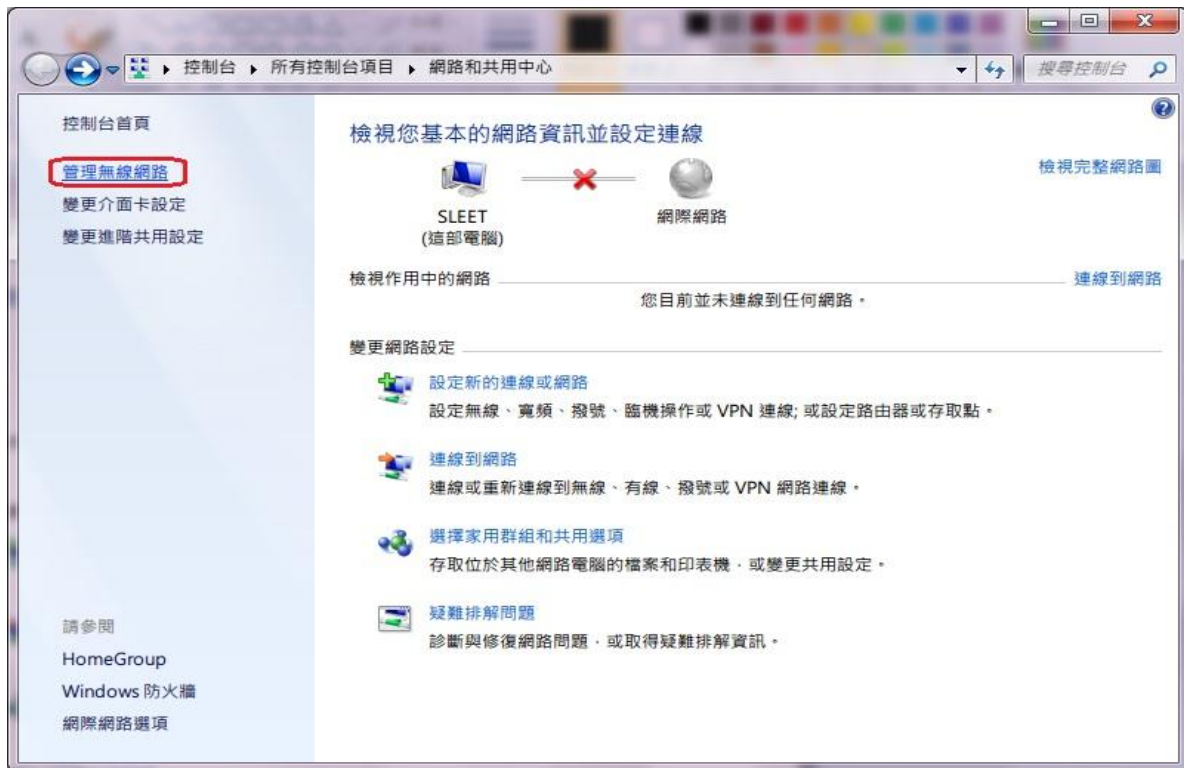 控制台 ▸ 所有控制台項目 ▸ 網路和共用中心
搜尋控制台
控制台首頁
管理無線網路
變更介面卡設定
變更進階共用設定
請參閱
HomeGroup
Windows 防火牆
網際網路選項
檢視您基本的網路資訊並設定連線
檢視完整網路圖
SLEET
(這部電腦)
網際網路
檢視作用中的網路
連線到網路
您目前並未連線到任何網路。
變更網路設定
設定新的連線或網路
設定無線、寬頻、撥號、臨機操作或 VPN 連線; 或設定路由器或存取點。
連線到網路
連線或重新連線到無線、有線、撥號或 VPN 網路連線。
選擇家用群組和共用選項
存取位於其他網路電腦的檔案和印表機，或變更共用設定。
疑難排解問題
診斷與修復網路問題，或取得疑難排解資訊。